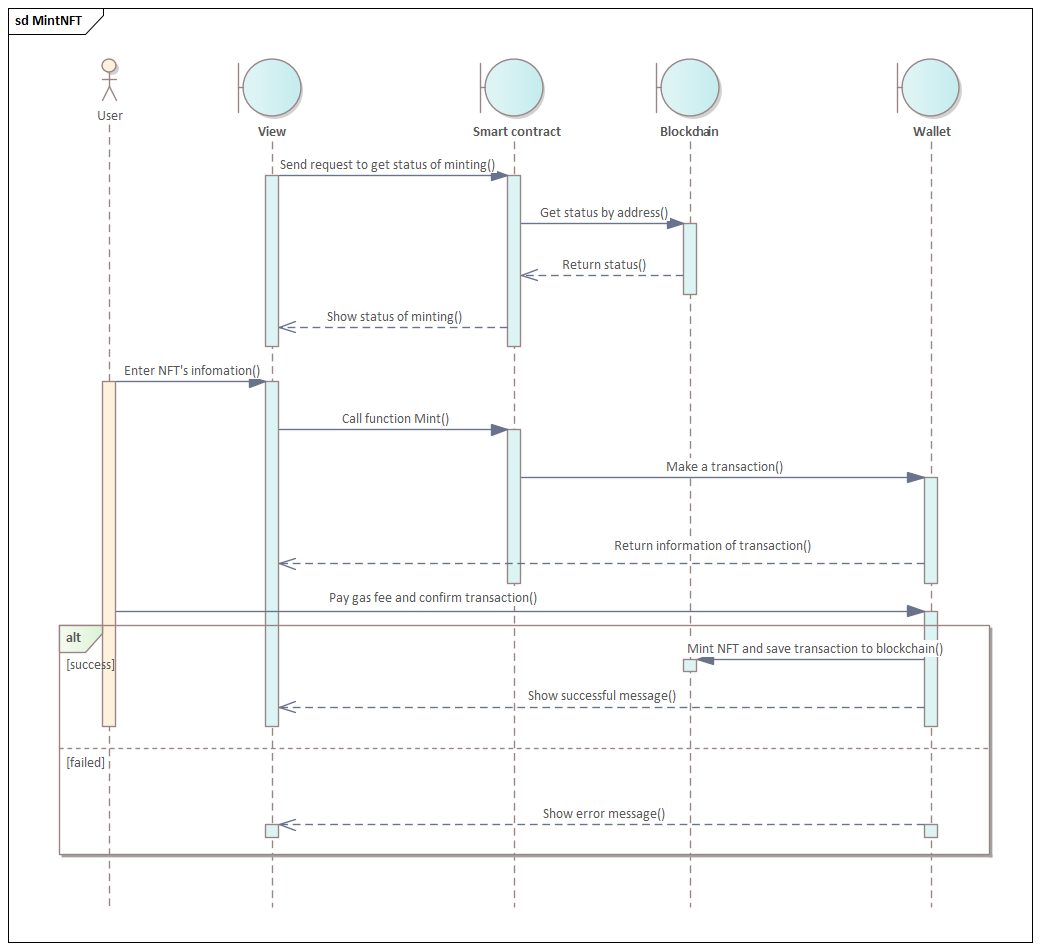 sd MintNFT
User
View
Smart contract
Blockchain
Wallet
Send request to get status of minting()
Get status by address()
Return status()
Show status of minting()
Enter NFT's infomation()
Call function Mint()
Make a transaction()
Return information of transaction()
Pay gas fee and confirm transaction()
alt
Mint NFT and save transaction to blockchain()
[success]
Show successful message()
[failed]
Show error message()